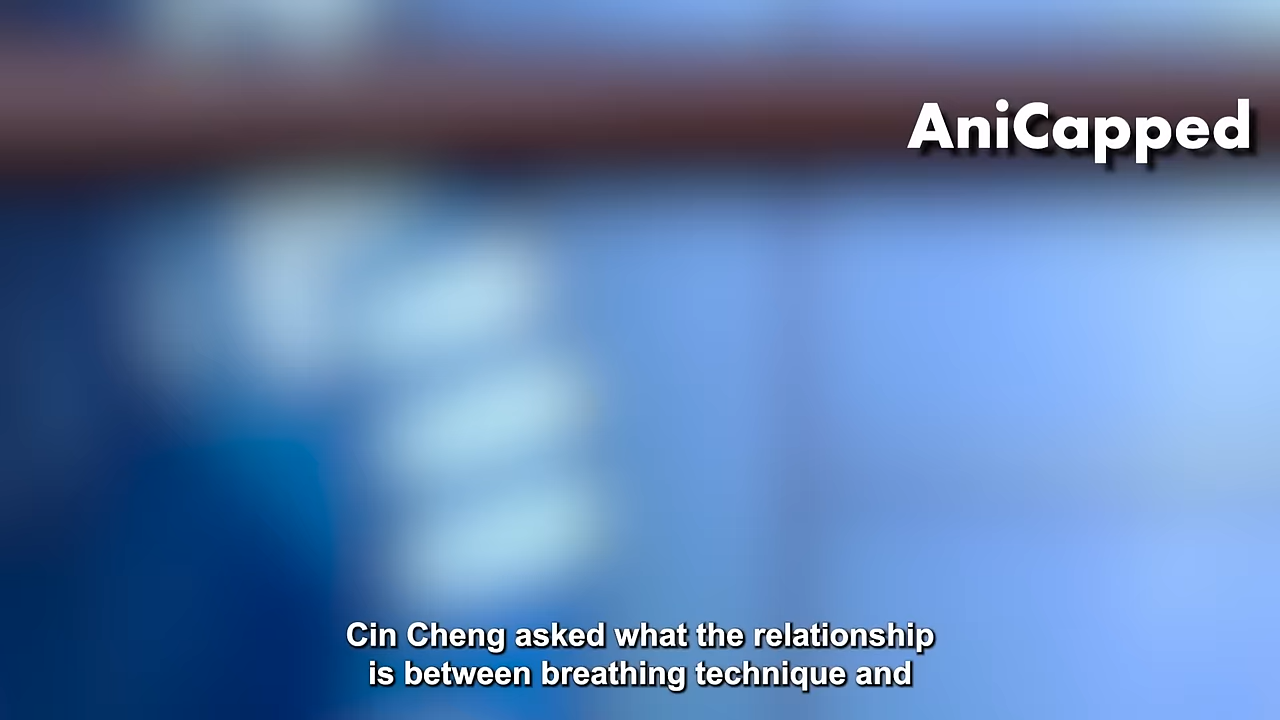 AniCapped
Cin Cheng asked what the relationship
is between breathing technique and